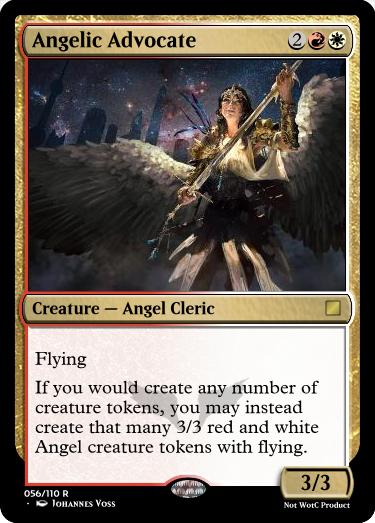 Angelic Advocate 2
Creature — Angel Cleric
Flying
If you would create any number of
creature tokens, you may instead
create that many 3/3 red and white
Angel creature tokens with flying.
3/3
056/110 R
Johannes Voss
Not WotC Product